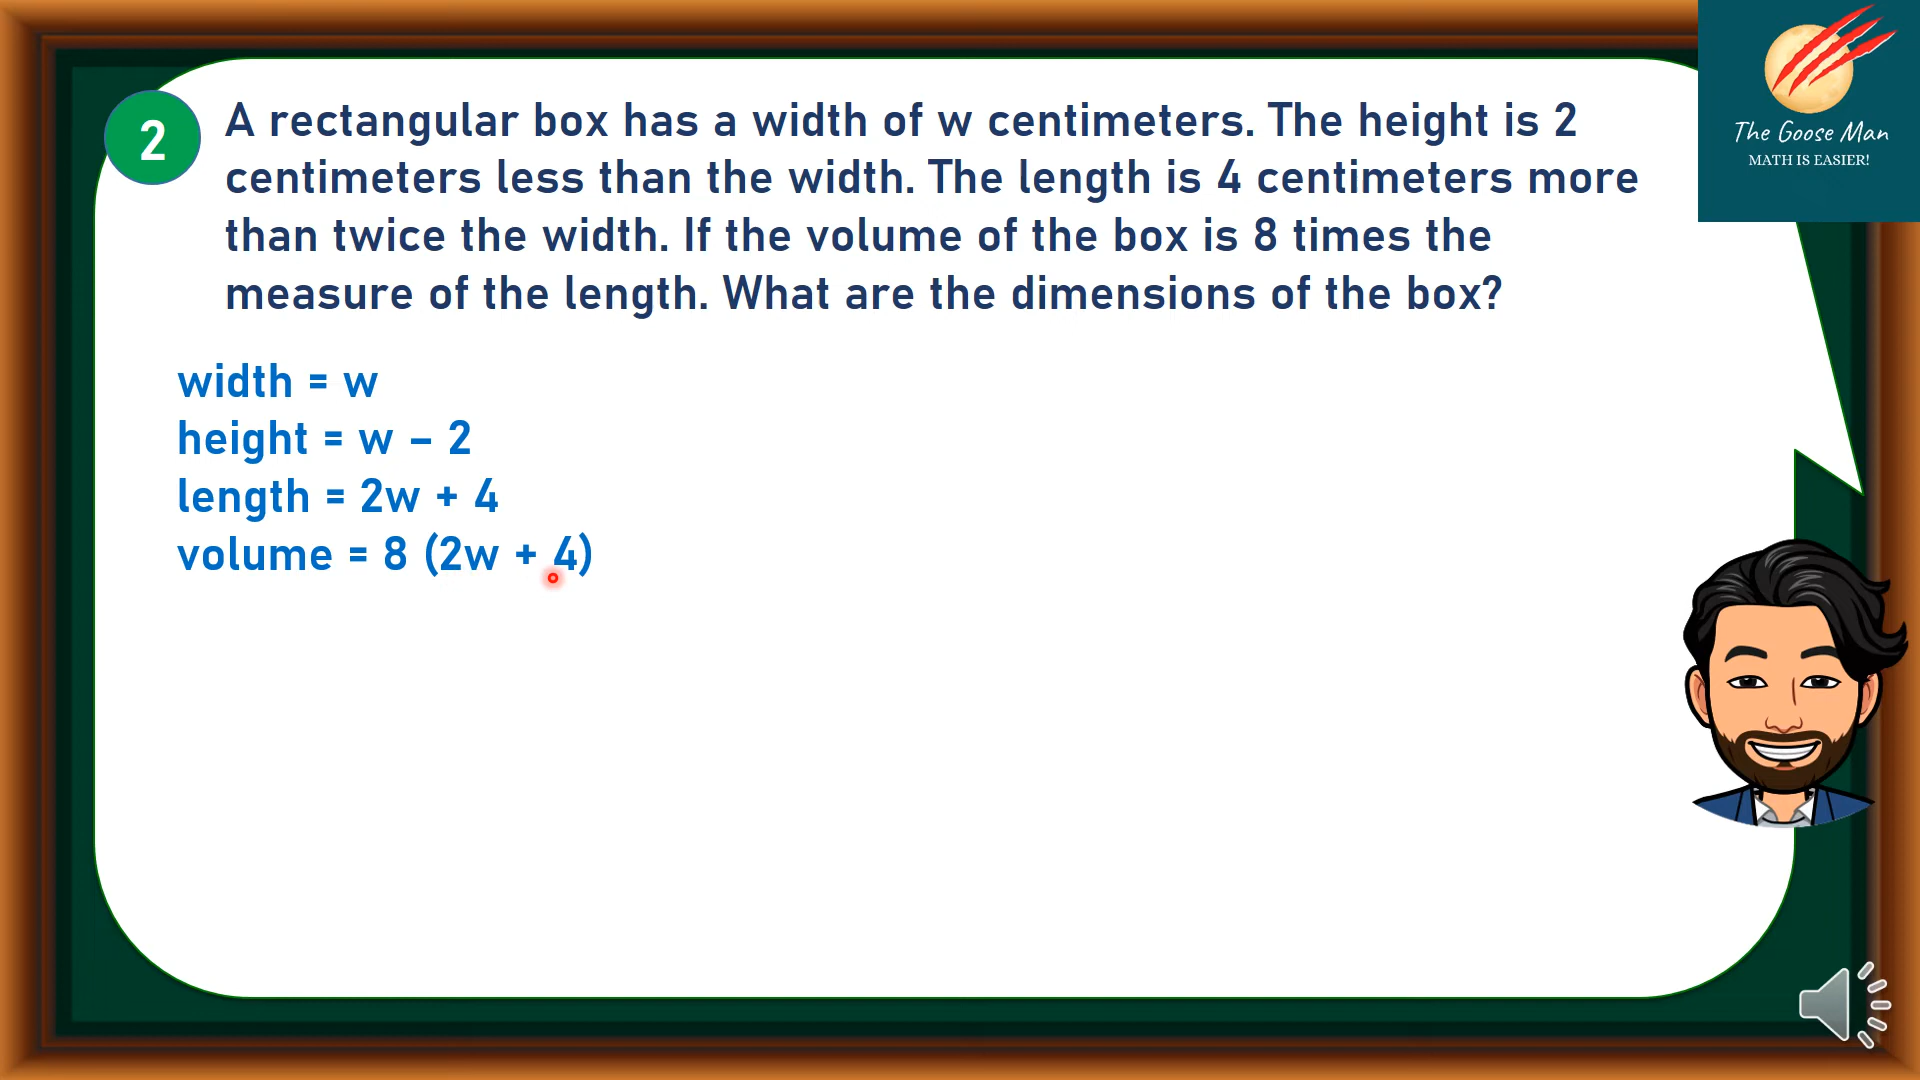 2
A rectangular box has a width of w centimeters. The height is 2
centimeters less than the width. The length is 4 centimeters more
than twice the width. If the volume of the box is 8 times the
measure of the length. What are the dimensions of the box?
The Goose Man
MATH IS EASIER!
width = w
height = w – 2
length = 2w + 4
volume = 8 (2w + 4)